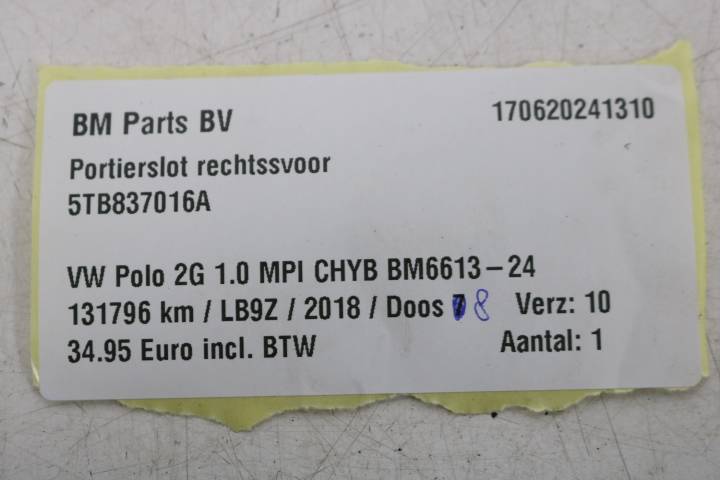 BM Parts BV 170620241310
Portierslot rechtssvoor
5TB837016A
VW Polo 2G 1.0 MPI CHYB BM6613-24
131796 km / LB9Z / 2018 / Doos 8 Verz: 10
34.95 Euro incl. BTW Aantal: 1